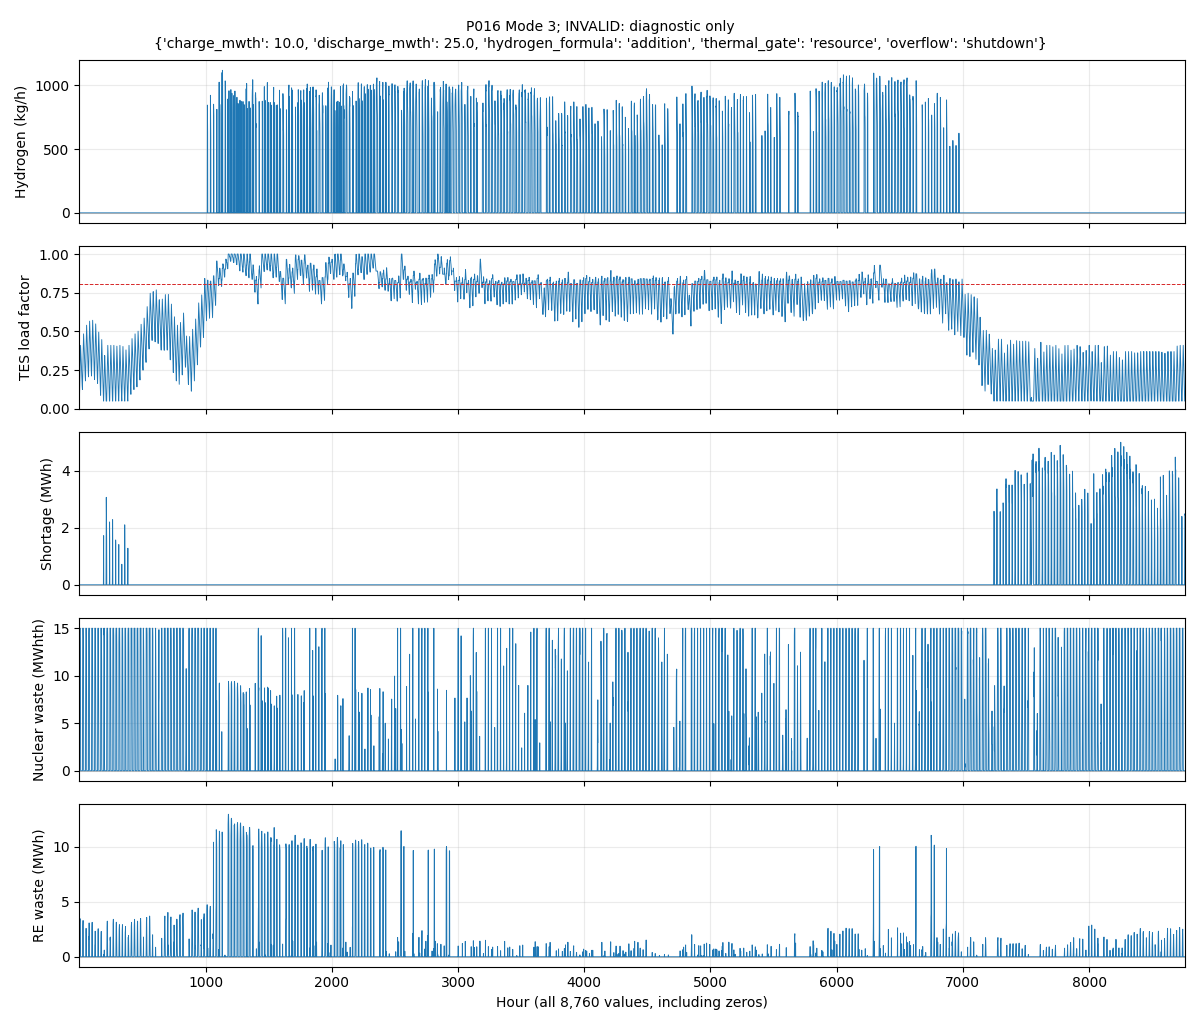 P016 Mode 3; INVALID: diagnostic only
{'charge_mwth': 10.0, 'discharge_mwth': 25.0, 'hydrogen_formula': 'addition', 'thermal_gate': 'resource', 'overflow': 'shutdown'}
Hydrogen (kg/h)
1000
500
0
TES load factor
1.00
0.75
0.50
0.25
0.00
Shortage (MWh)
4
2
0
Nuclear waste (MWhth)
15
10
5
0
RE waste (MWh)
10
5
0
1000 2000 3000 4000 5000 6000 7000 8000
Hour (all 8,760 values, including zeros)